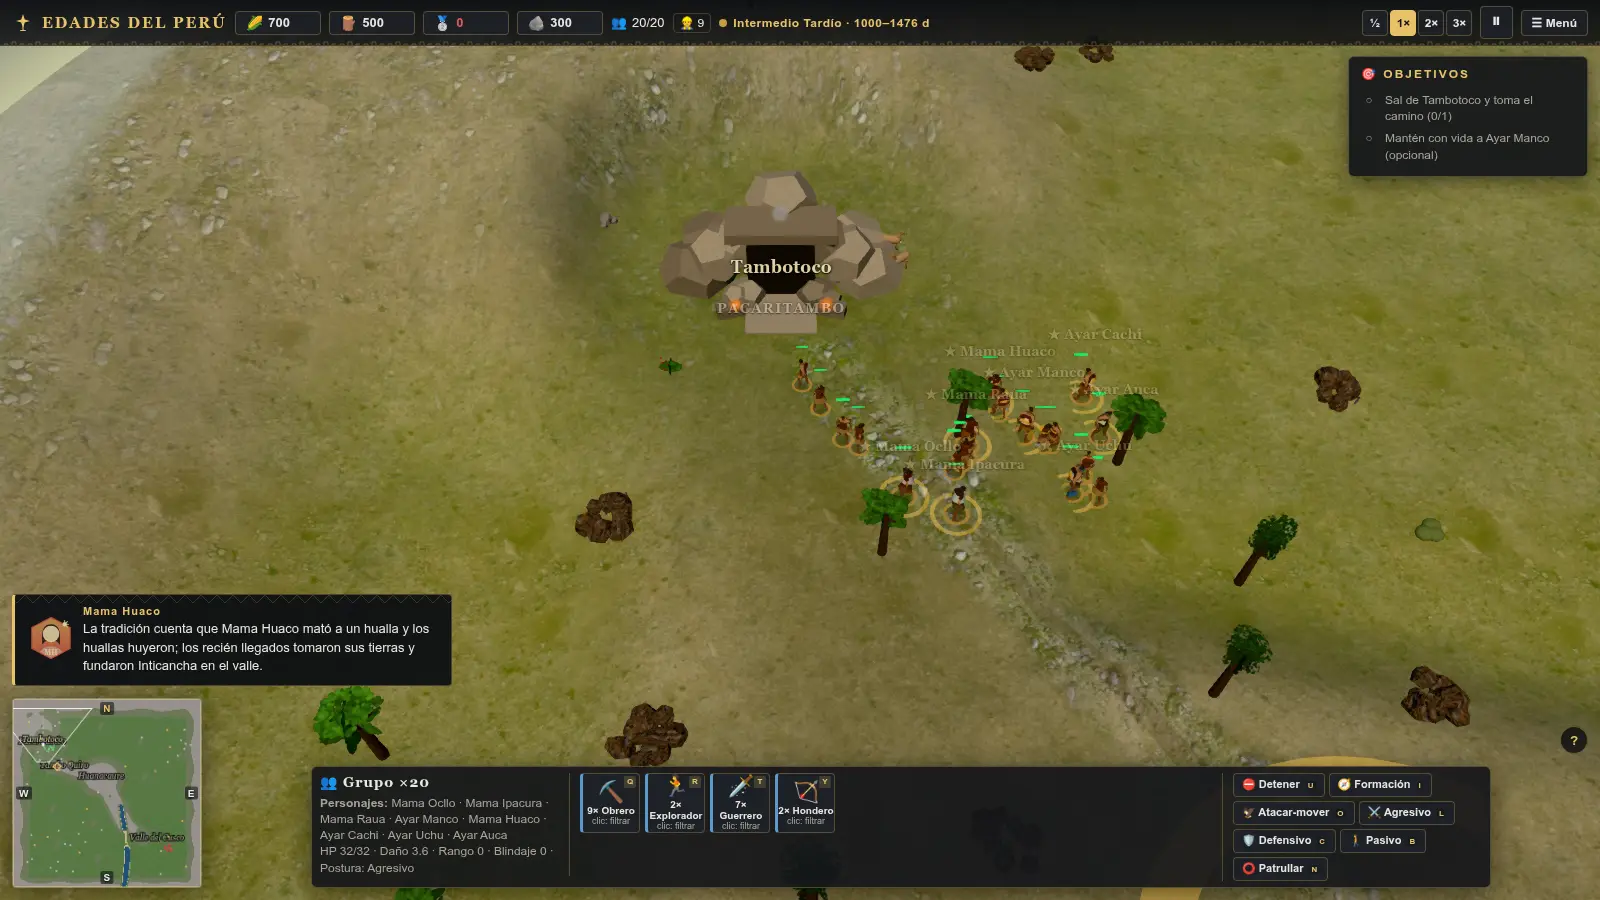 EDADES DEL PERÚ
700
500
0
300
20/20
9
Intermedio Tardío · 1000–1476 d
½
1×
2×
3×
⏸
☰ Menú
OBJETIVOS
Sal de Tambotoco y toma el
camino (0/1)
Mantén con vida a Ayar Manco
(opcional)
Tambotoco
PACARITAMBO
★ Ayar Cachi
★ Mama Huaco
★ Ayar Manco
★ Ayar Auca
★ Mama Raua
★ Mama Ocllo
★ Ayar Uchu
★ Mama Ipacura
Mama Huaco
La tradición cuenta que Mama Huaco mató a un hualla y los
huallas huyeron; los recién llegados tomaron sus tierras y
fundaron Inticancha en el valle.
N
Tambotoco
Tambo Quiro
Huanacaure
W
E
Valle del Cusco
S
?
Grupo ×20
Personajes: Mama Ocllo · Mama Ipacura ·
Mama Raua · Ayar Manco · Mama Huaco ·
Ayar Cachi · Ayar Uchu · Ayar Auca
HP 32/32 · Daño 3.6 · Rango 0 · Blindaje 0 ·
Postura: Agresivo
Q
9× Obrero
clic: filtrar
R
2×
Explorador
clic: filtrar
T
7×
Guerrero
clic: filtrar
Y
2× Hondero
clic: filtrar
Detener U
Formación I
Atacar-mover O
Agresivo L
Defensivo C
Pasivo B
Patrullar N